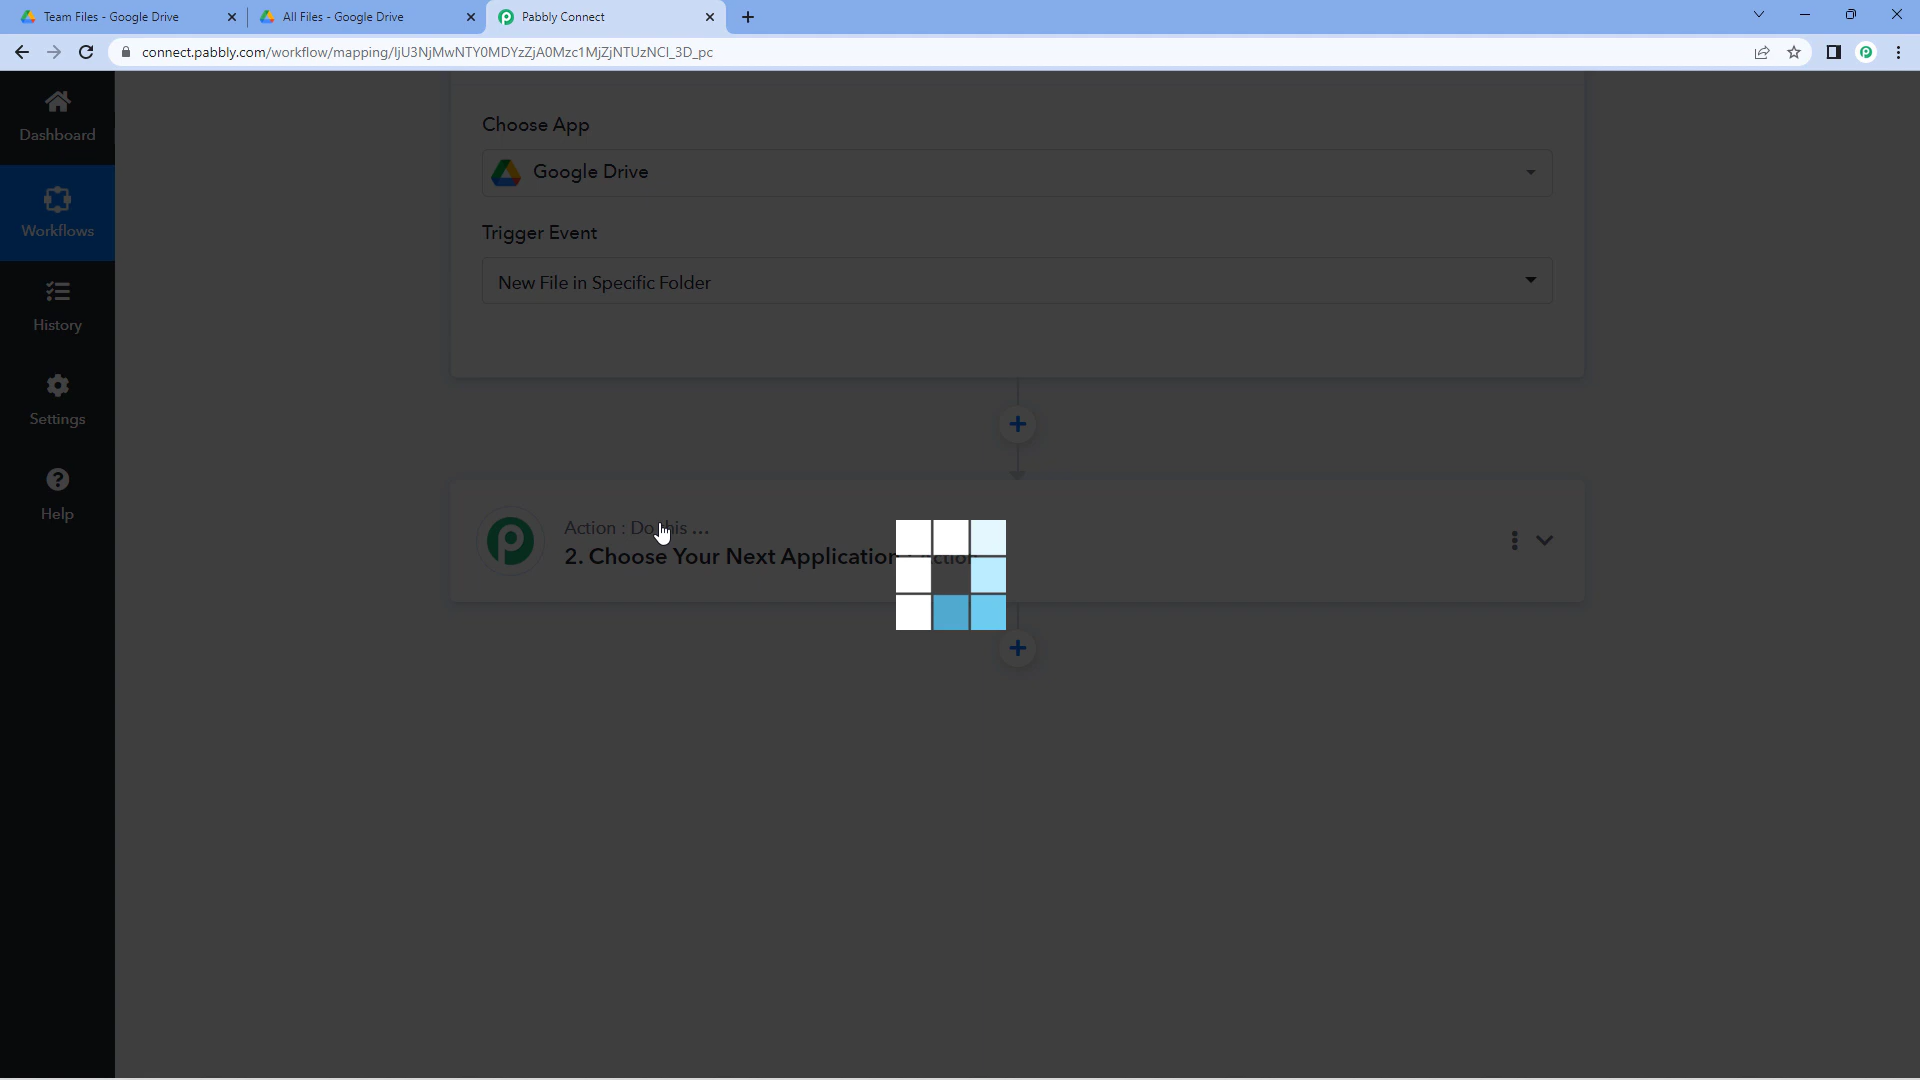 Team Files - Google Drive
All Files - Google Drive
Pabbly Connect
connect.pabbly.com/workflow/mapping/IjU3NjMwNTY0MDYzZjA0Mzc1MjZjNTUzNCI_3D_pc
Dashboard
Workflows
History
Settings
Help
Choose App
Google Drive
Trigger Event
New File in Specific Folder
Action : Do this ...
2. Choose Your Next Application